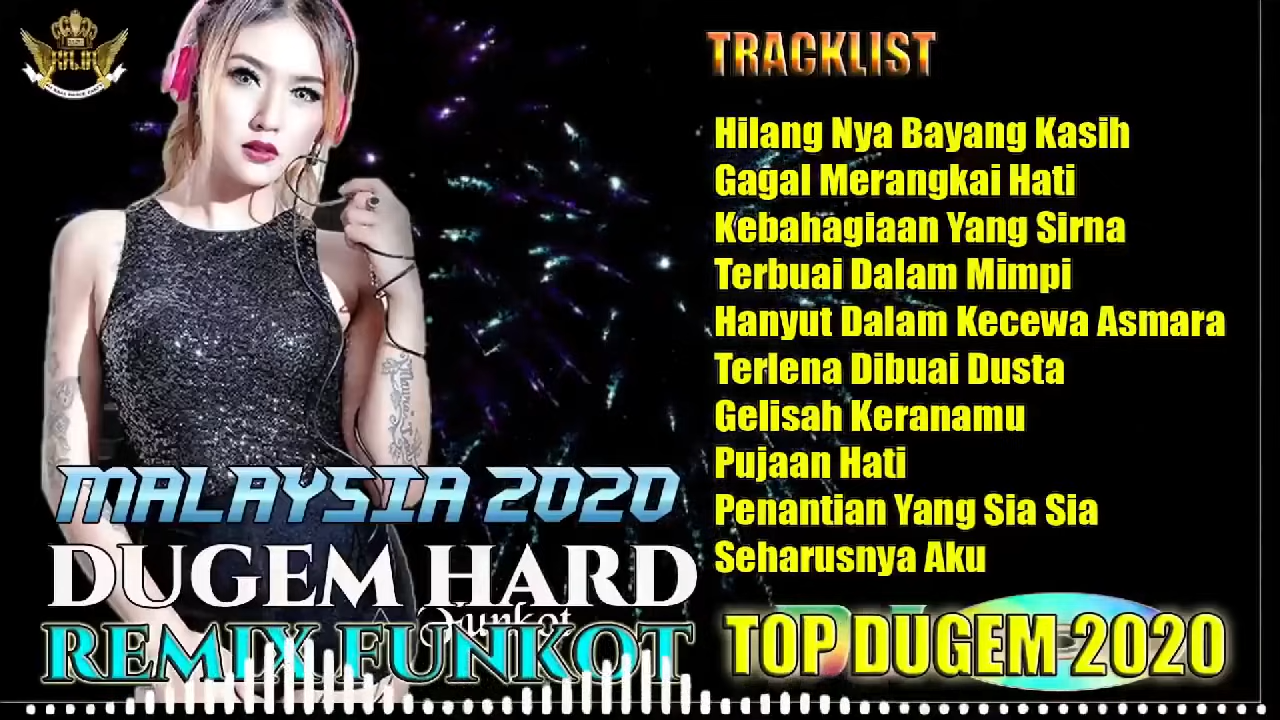 TRACKLIST
Hilang Nya Bayang Kasih
Gagal Merangkai Hati
Kebahagiaan Yang Sirna
Terbuai Dalam Mimpi
Hanyut Dalam Kecewa Asmara
Terlena Dibuai Dusta
Gelisah Keranamu
Pujaan Hati
Penantian Yang Sia Sia
Seharusnya Aku
MALAYSIA 2020
DUGEM HARD
Funkot
REMIX FUNKOT
TOP DUGEM 2020